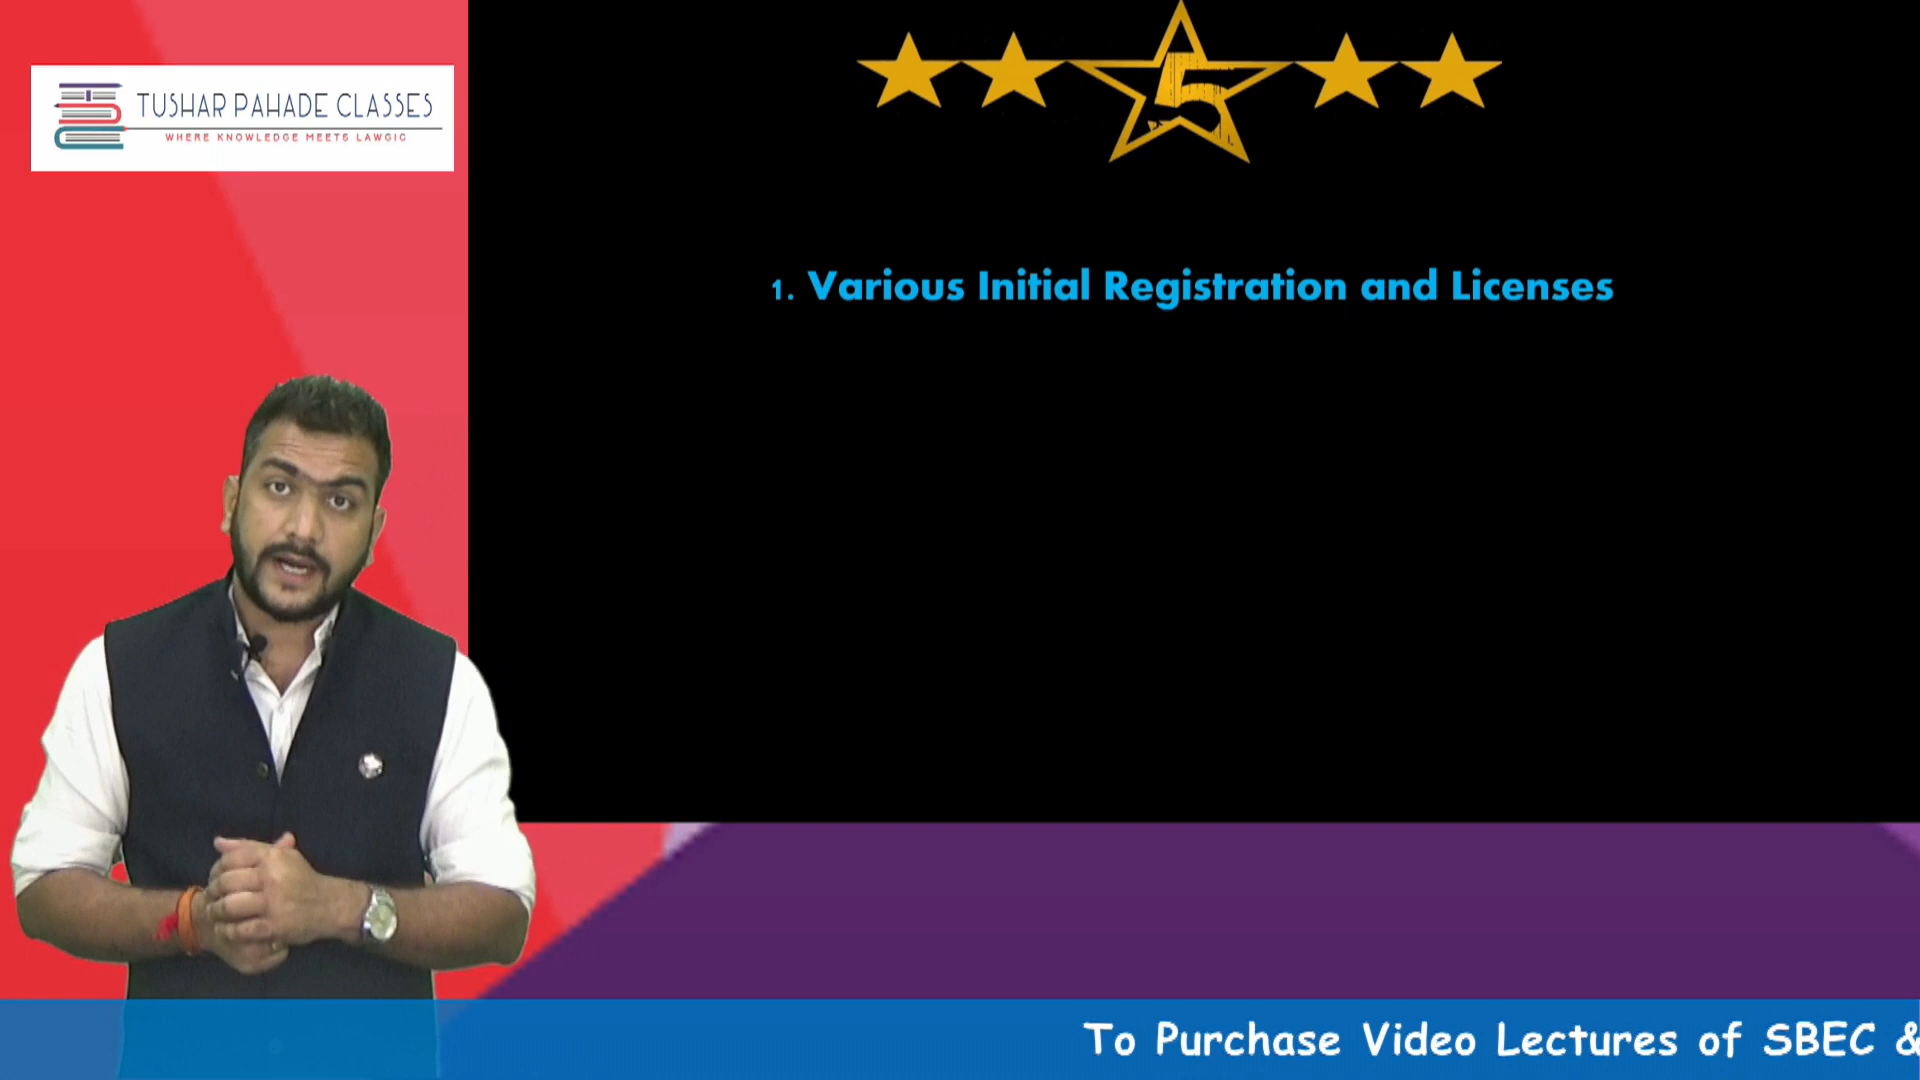 TUSHAR PAHADE CLASSES
WHERE KNOWLEDGE MEETS LAWGIC
5
1. Various Initial Registration and Licenses
To Purchase Video Lectures of SBEC &